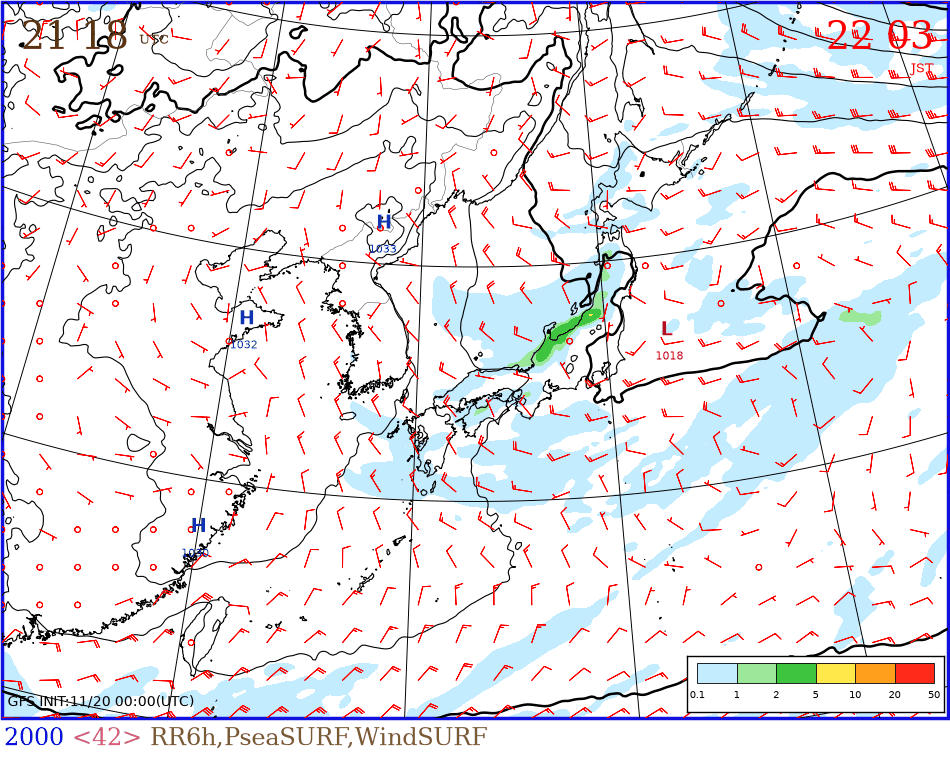 21 18 UTC 22 03
JST
H
1033
H
1032
L
1018
H
0.1 1 2 5 10 20 50
GFS INIT:11/20 00:00(UTC)
2000 <42> RR6h,PseaSURF,WindSURF